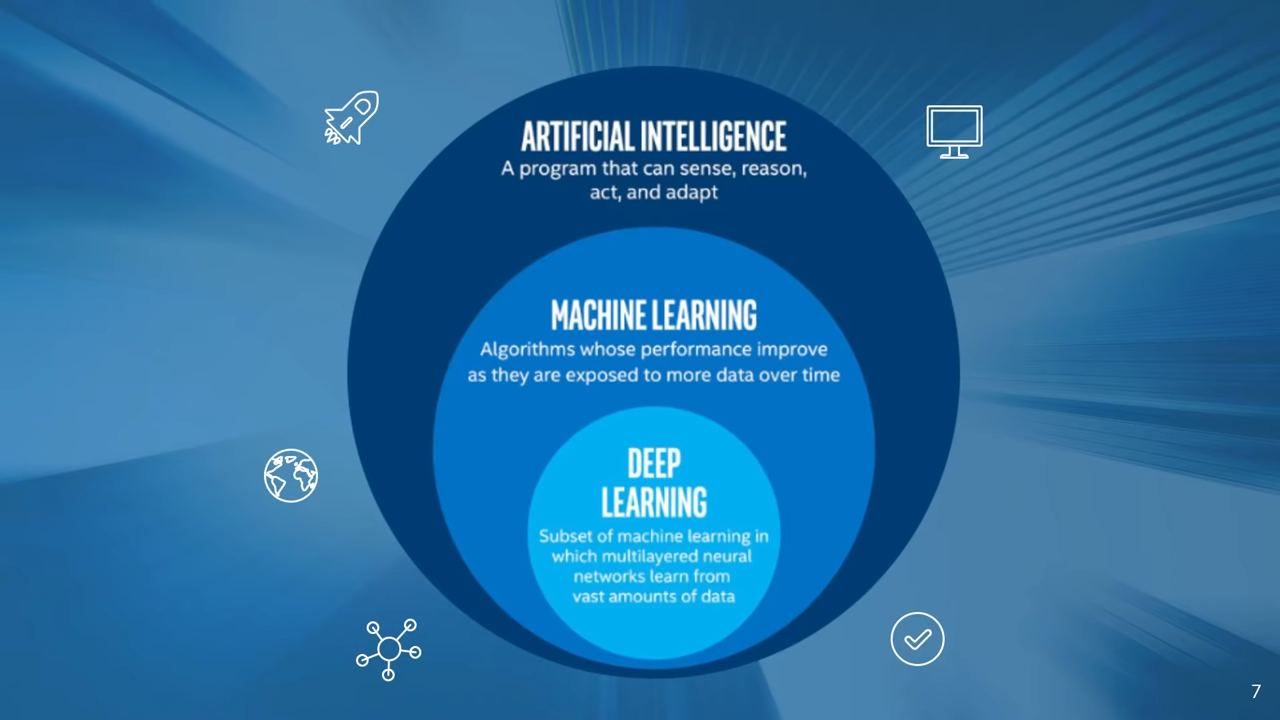 ARTIFICIAL INTELLIGENCE
A program that can sense, reason,
act, and adapt
MACHINE LEARNING
Algorithms whose performance improve
as they are exposed to more data over time
DEEP
LEARNING
Subset of machine learning in
which multilayered neural
networks learn from
vast amounts of data
7